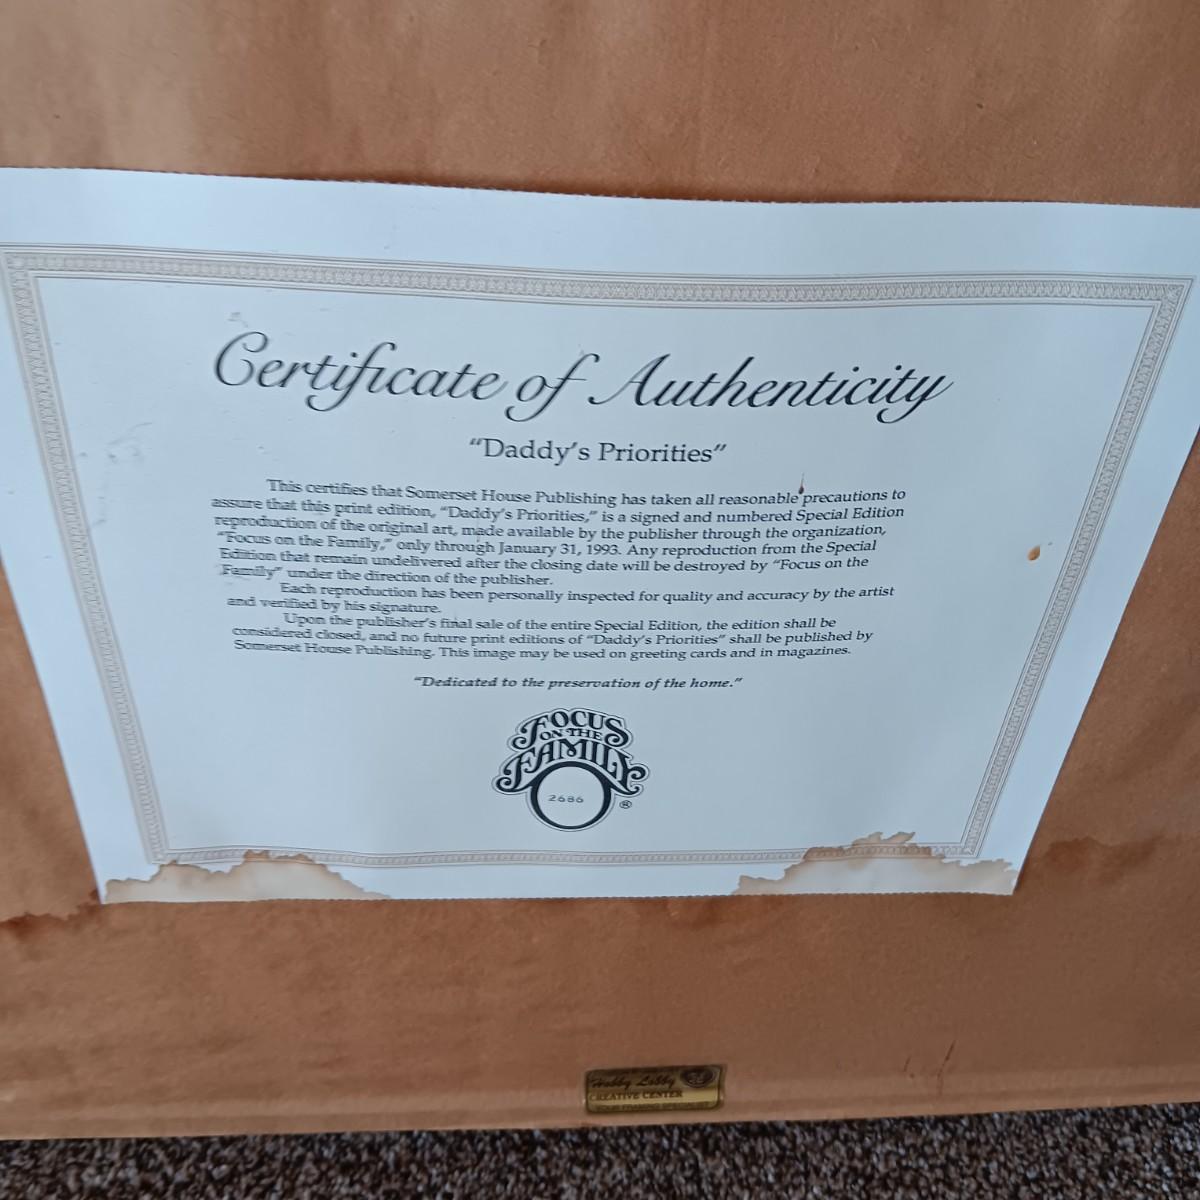 Certificate of Authenticity
"Daddy's Priorities"
This certifies that Somerset House Publishing has taken all reasonable precautions to
assure that this print edition, "Daddy's Priorities," is a signed and numbered Special Edition
reproduction of the original art, made available by the publisher through the organization,
"Focus on the Family," only through January 31, 1993. Any reproduction from the Special
Edition that remain undelivered after the closing date will be destroyed by "Focus on the
Family" under the direction of the publisher.
Each reproduction has been personally inspected for quality and accuracy by the artist
and verified by his signature.
Upon the publisher's final sale of the entire Special Edition, the edition shall be
considered closed, and no future print editions of "Daddy's Priorities" shall be published by
Somerset House Publishing. This image may be used on greeting cards and in magazines.
"Dedicated to the preservation of the home."
FOCUS
ON THE
FAMILY
2686
®
Hobby Lobby
CREATIVE CENTER
YOUR FRAMING SPECIALIST